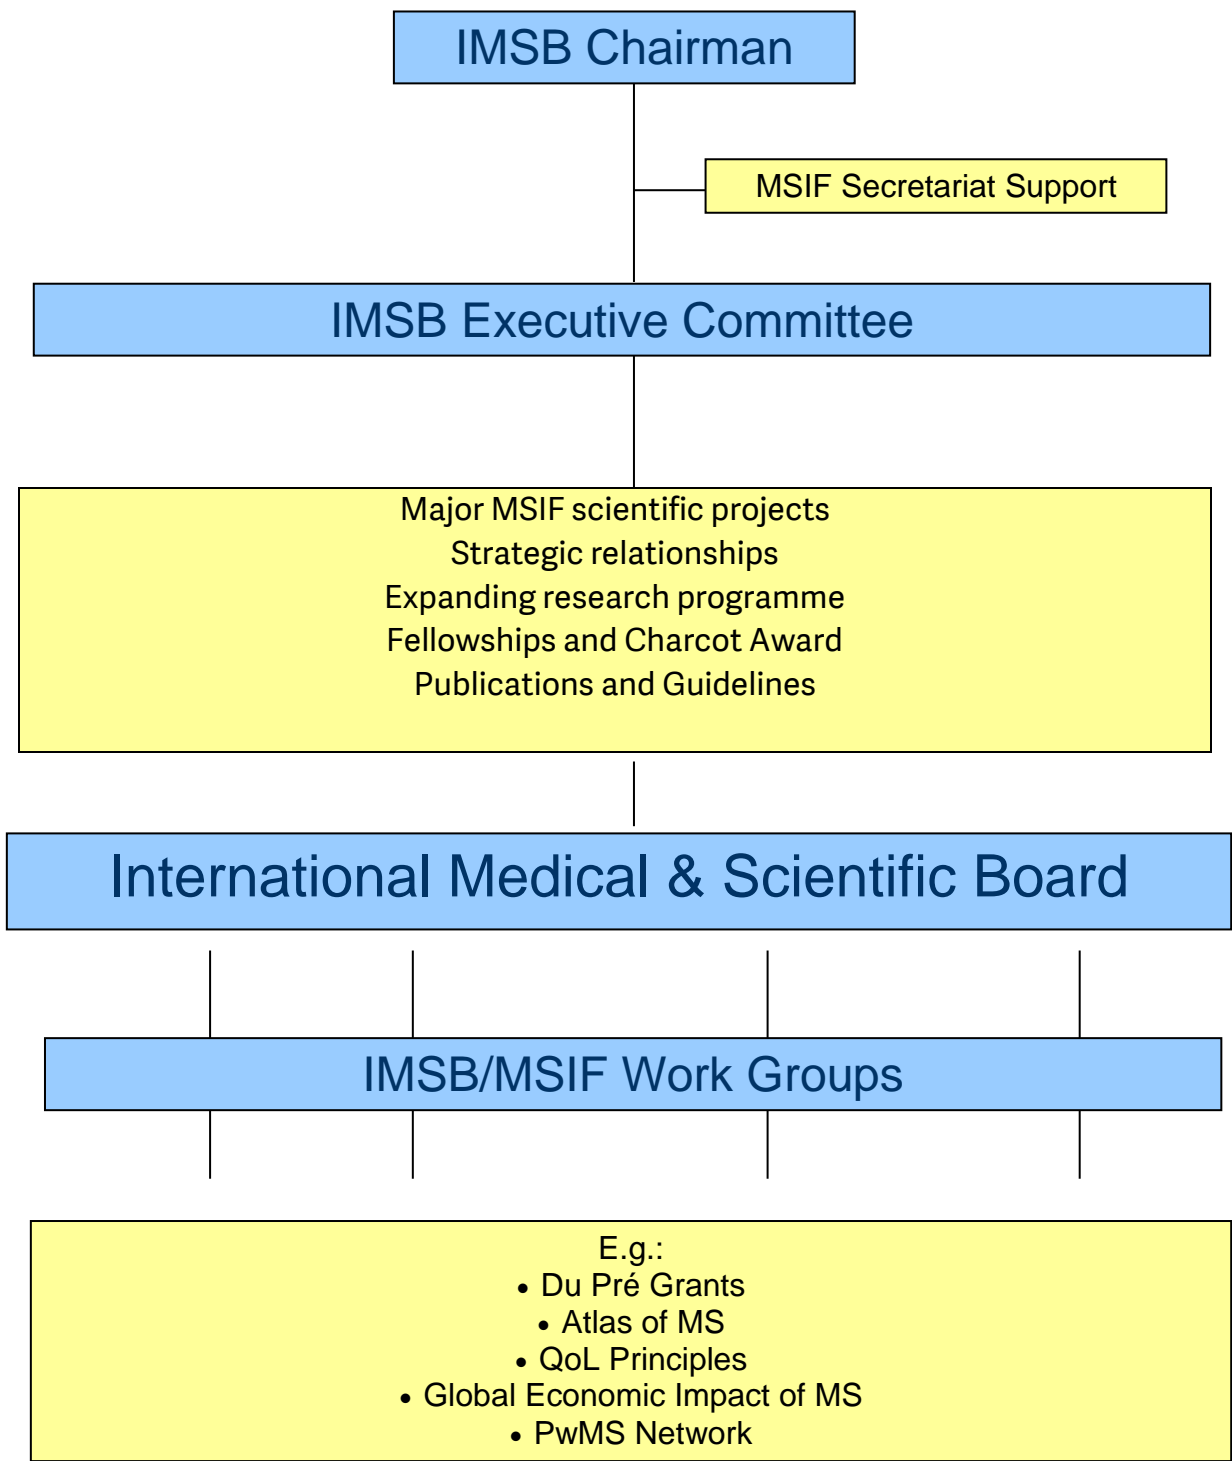 IMSB Chairman
MSIF Secretariat Support
IMSB Executive Committee
Major MSIF scientific projects
Strategic relationships
Expanding research programme
Fellowships and Charcot Award
Publications and Guidelines
International Medical & Scientific Board
IMSB/MSIF Work Groups
E.g.:
• Du Pré Grants
• Atlas of MS
• QoL Principles
• Global Economic Impact of MS
• PwMS Network